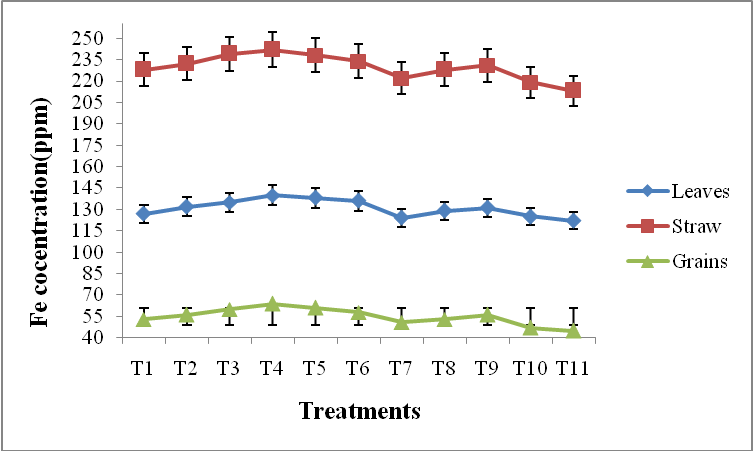 250
235
220
205
190
175
160
145
130
115
100
85
70
55
40
Fe cocentration(ppm)
T1 T2 T3 T4 T5 T6 T7 T8 T9 T10 T11
Treatments
Leaves
Straw
Grains